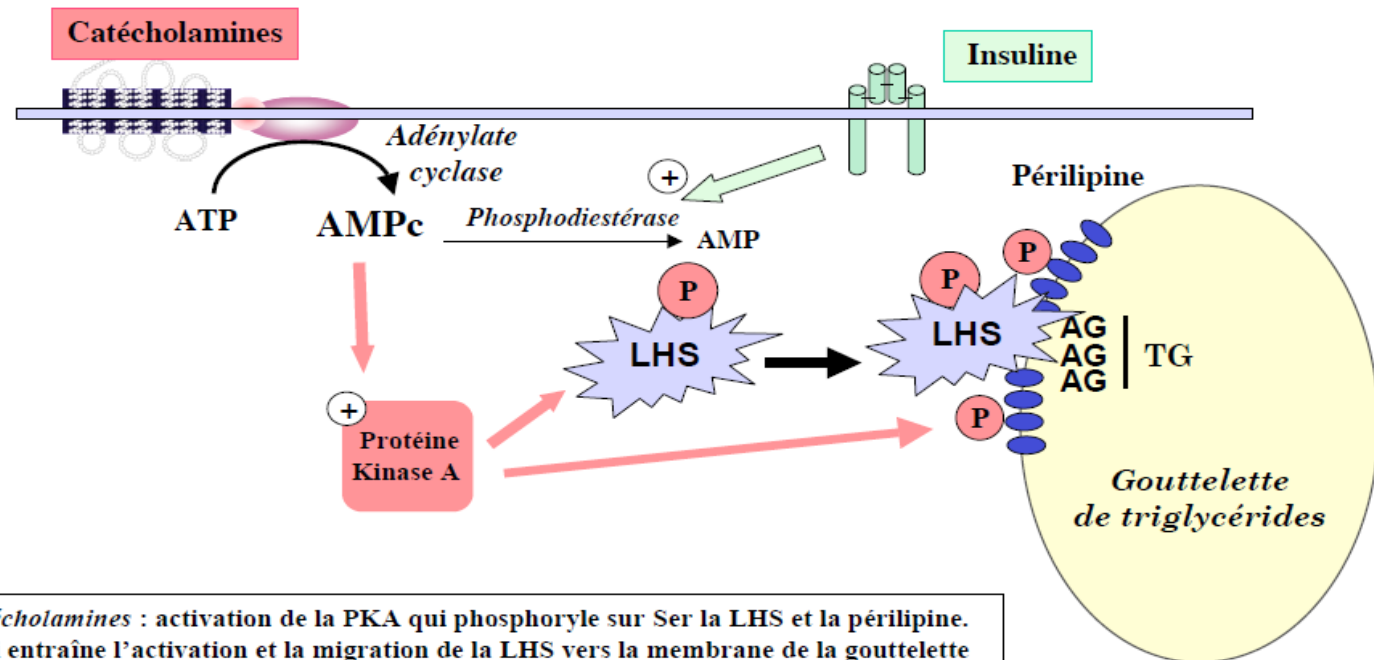 Catécholamines
Insuline
Adénylate
cyclase
Périlipine
+
ATP
AMPc
Phosphodiestérase
AMP
P
P
P
LHS
LHS
AG
AG
AG
TG
+
Protéine
Kinase A
P
Gouttelette
de triglycérides
écholamines : activation de la PKA qui phosphoryle sur Ser la LHS et la périlipine.
entraîne l’activation et la migration de la LHS vers la membrane de la gouttelette